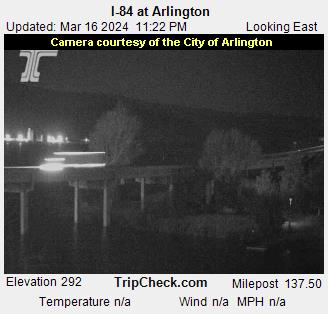 I-84 at Arlington
Updated: Mar 16 2024 11:22 PM Looking East
Camera courtesy of the City of Arlington
Elevation 292 TripCheck.com Milepost 137.50
Temperature n/a Wind n/a MPH n/a